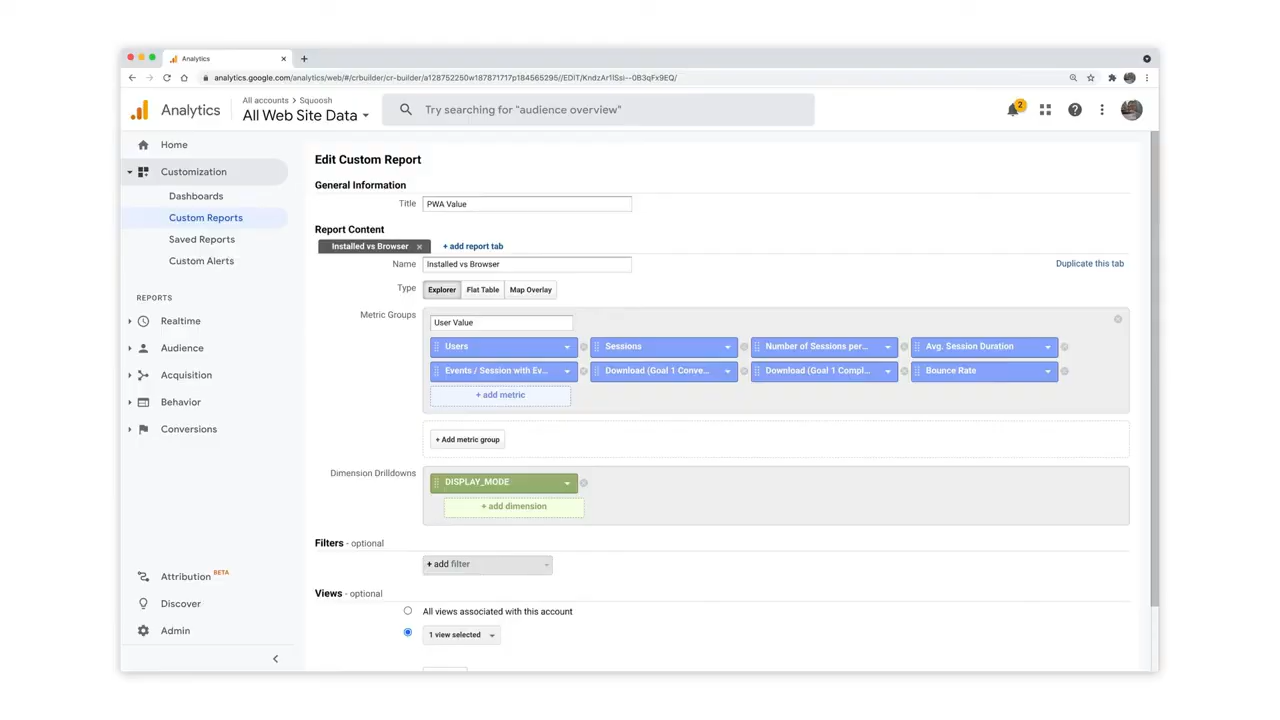 Analytics
analytics.google.com/analytics/web/#/crbuilder/cr-builder/a128752250w187871717p184565295//EDIT/KndzAr1lSsi--0B3qFx9EQ/
Analytics
All accounts > Squoosh
All Web Site Data
Try searching for "audience overview"
2
Home
Customization
Dashboards
Custom Reports
Saved Reports
Custom Alerts
REPORTS
Realtime
Audience
Acquisition
Behavior
Conversions
Attribution BETA
Discover
Admin
Edit Custom Report
General Information
Title PWA Value
Report Content
Installed vs Browser + add report tab
Name Installed vs Browser Duplicate this tab
Type Explorer Flat Table Map Overlay
Metric Groups
User Value
Users Sessions Number of Sessions per... Avg. Session Duration
Events / Session with Ev... Download (Goal 1 Conve... Download (Goal 1 Compl... Bounce Rate
+ add metric
+ Add metric group
Dimension Drilldowns
DISPLAY_MODE
+ add dimension
Filters - optional
+ add filter
Views - optional
All views associated with this account
1 view selected